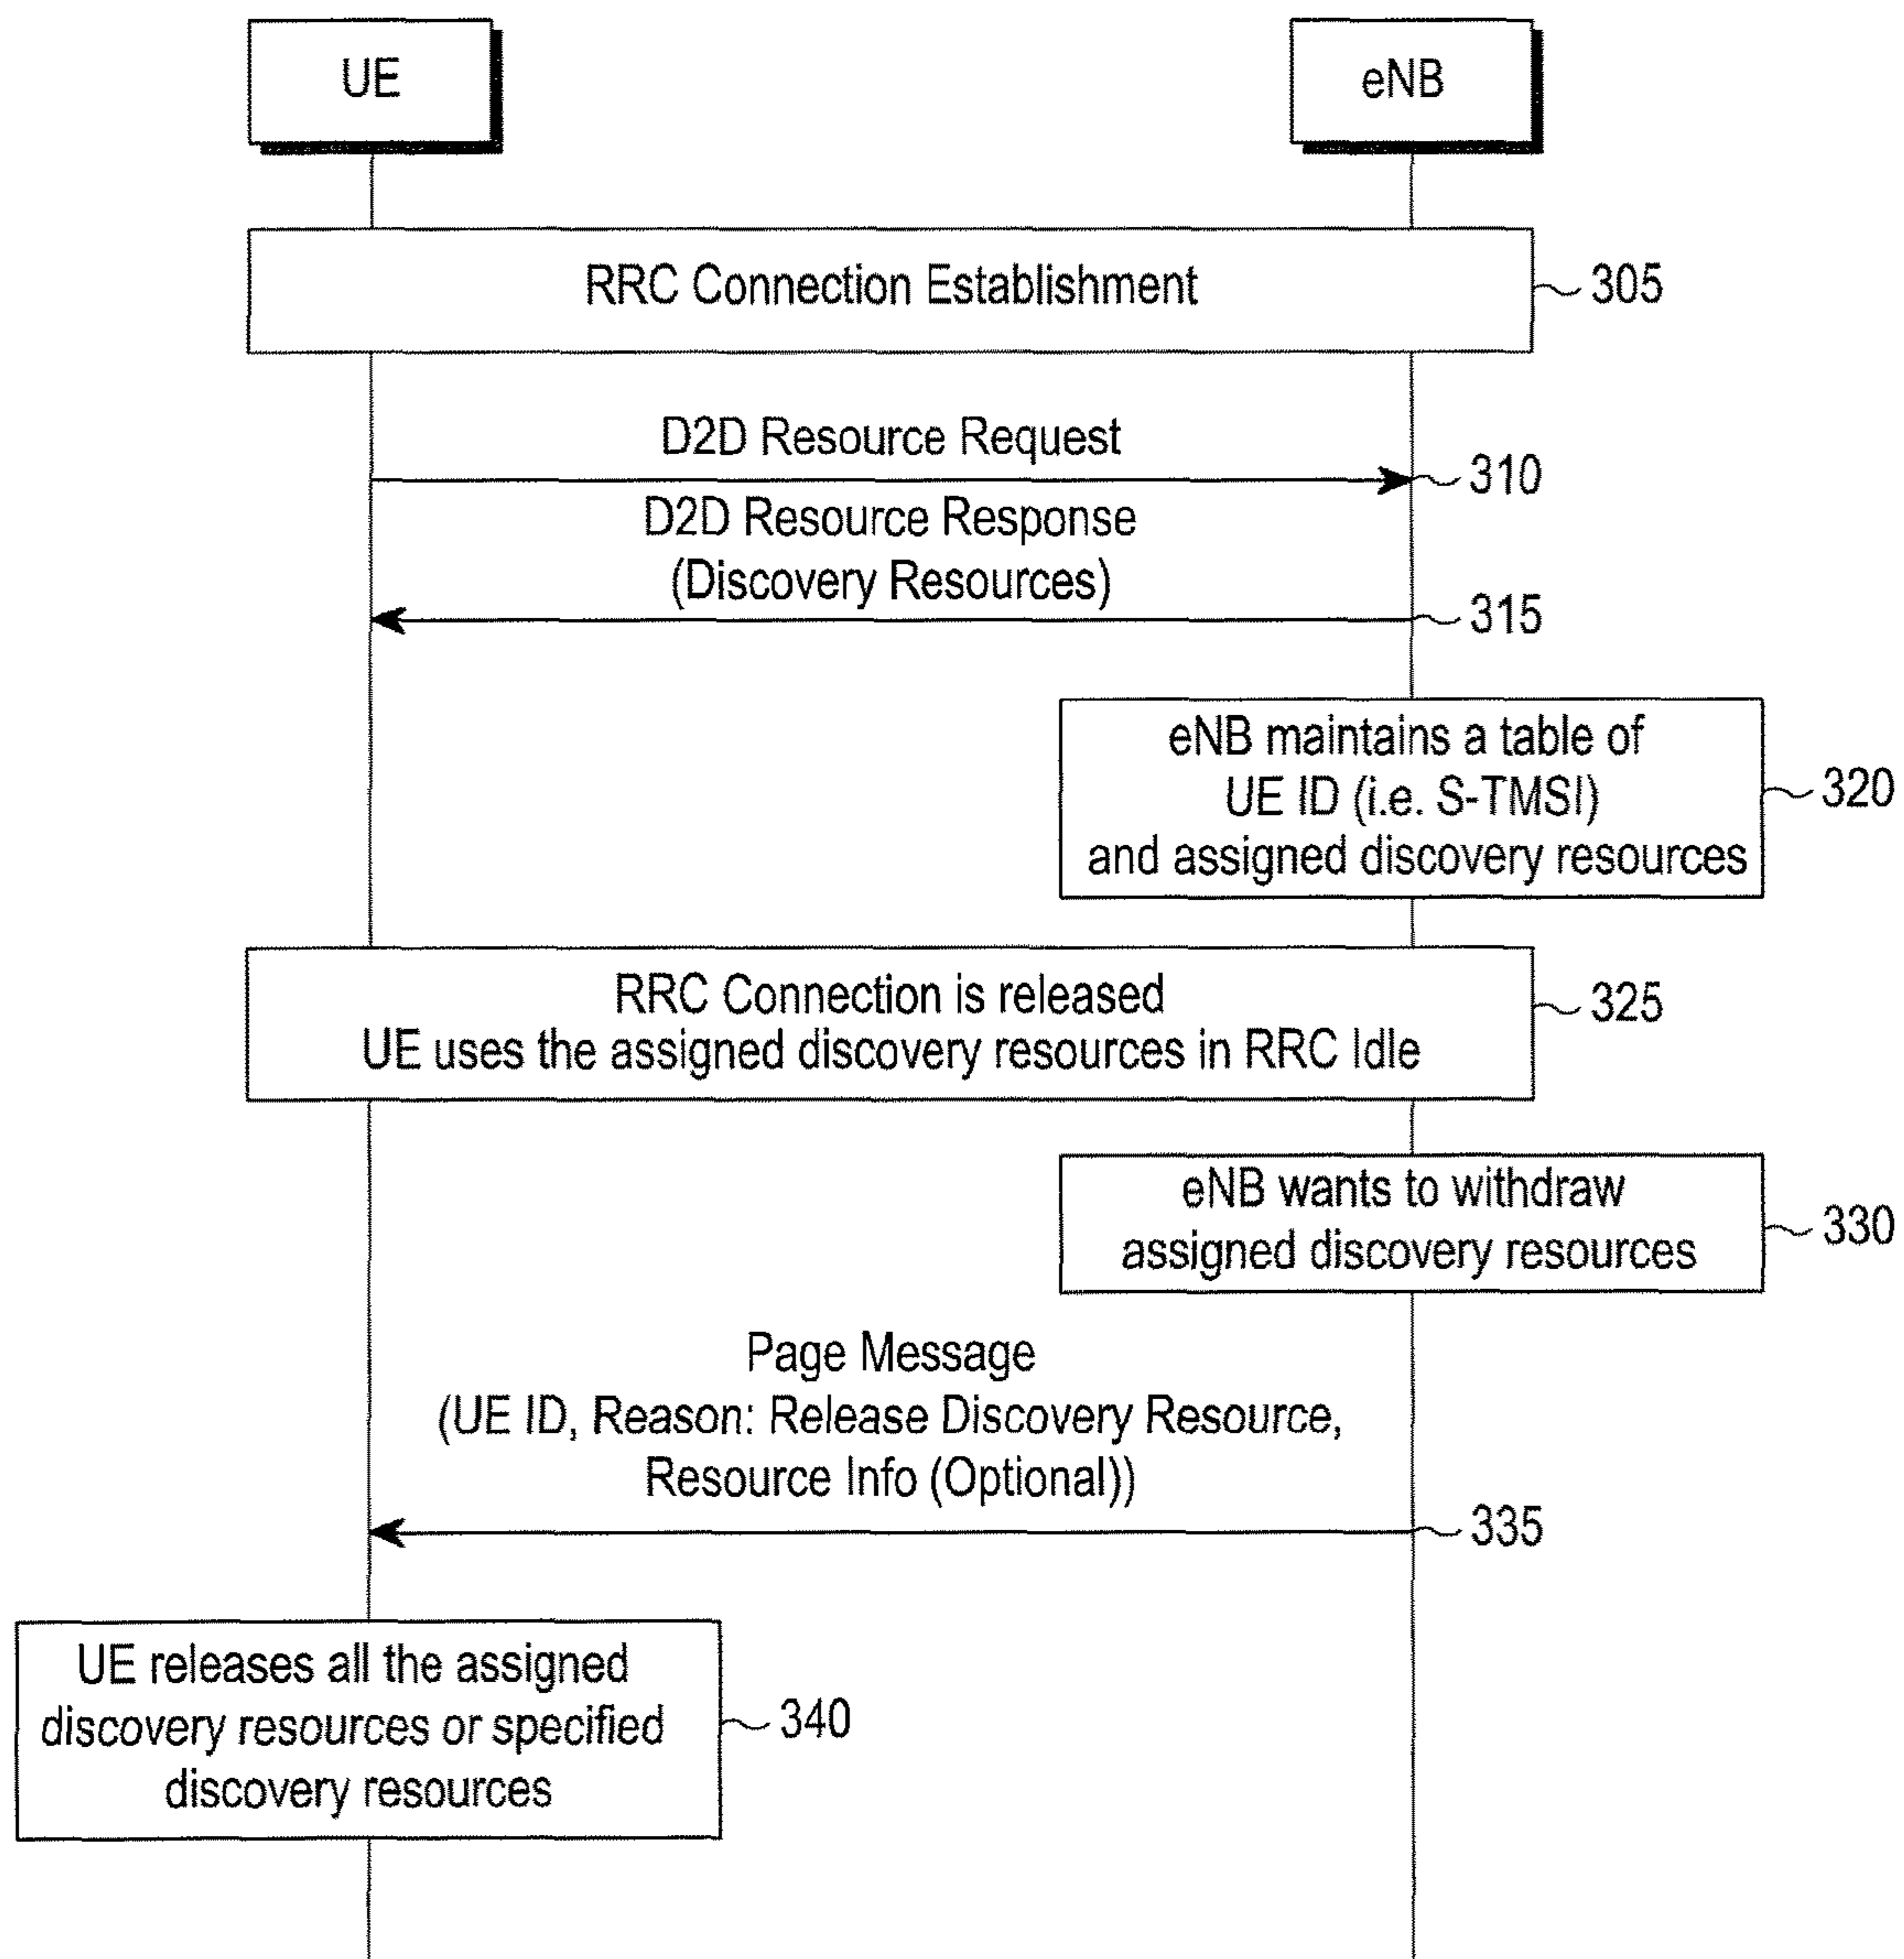 UE
eNB
RRC Connection Establishment
305
D2D Resource Request
310
D2D Resource Response
(Discovery Resources)
315
eNB maintains a table of
UE ID (i.e. S-TMSI)
and assigned discovery resources
320
RRC Connection is released
UE uses the assigned discovery resources in RRC Idle
325
eNB wants to withdraw
assigned discovery resources
330
Page Message
(UE ID, Reason: Release Discovery Resource,
Resource Info (Optional))
335
UE releases all the assigned
discovery resources or specified
discovery resources
340